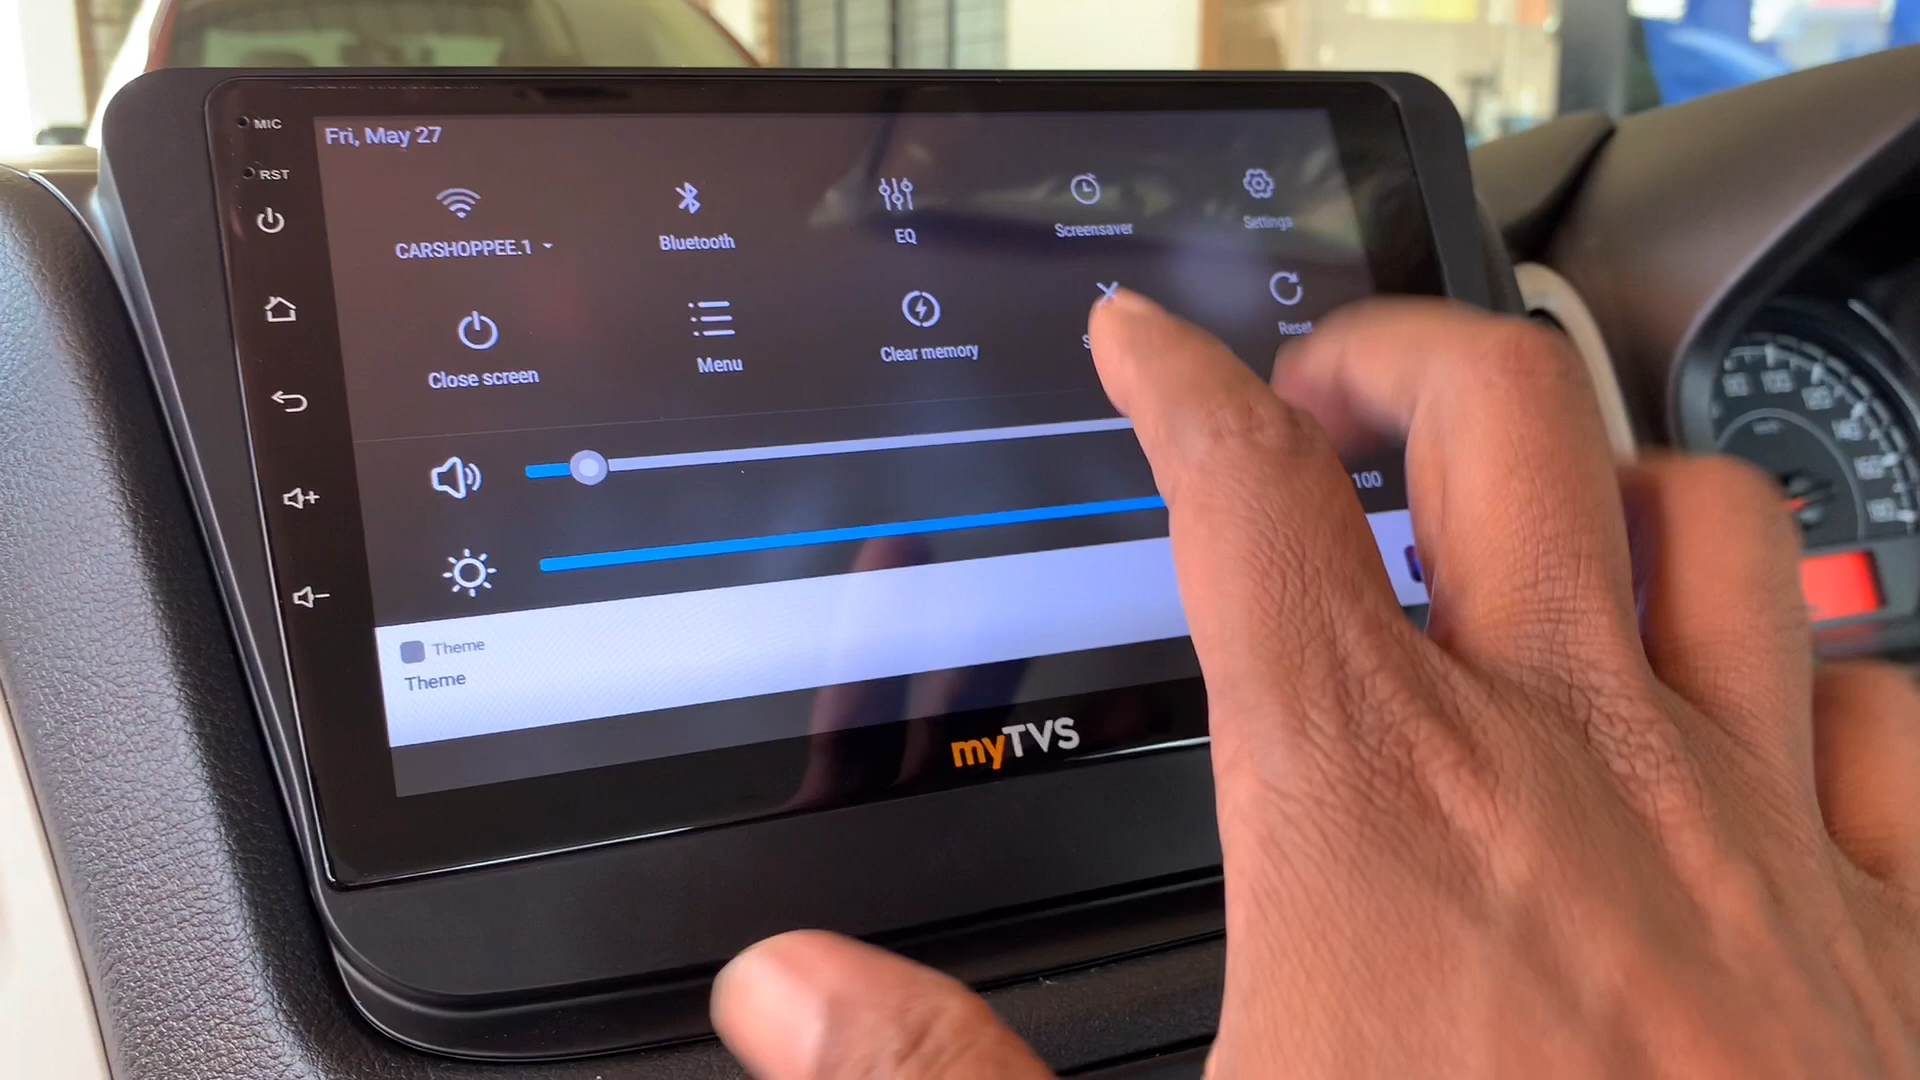 MIC
RST
Fri, May 27
CARSHOPPEE.1
Bluetooth
EQ
Screensaver
Settings
Close screen
Menu
Clear memory
Reset
100
Theme
Theme
myTVS